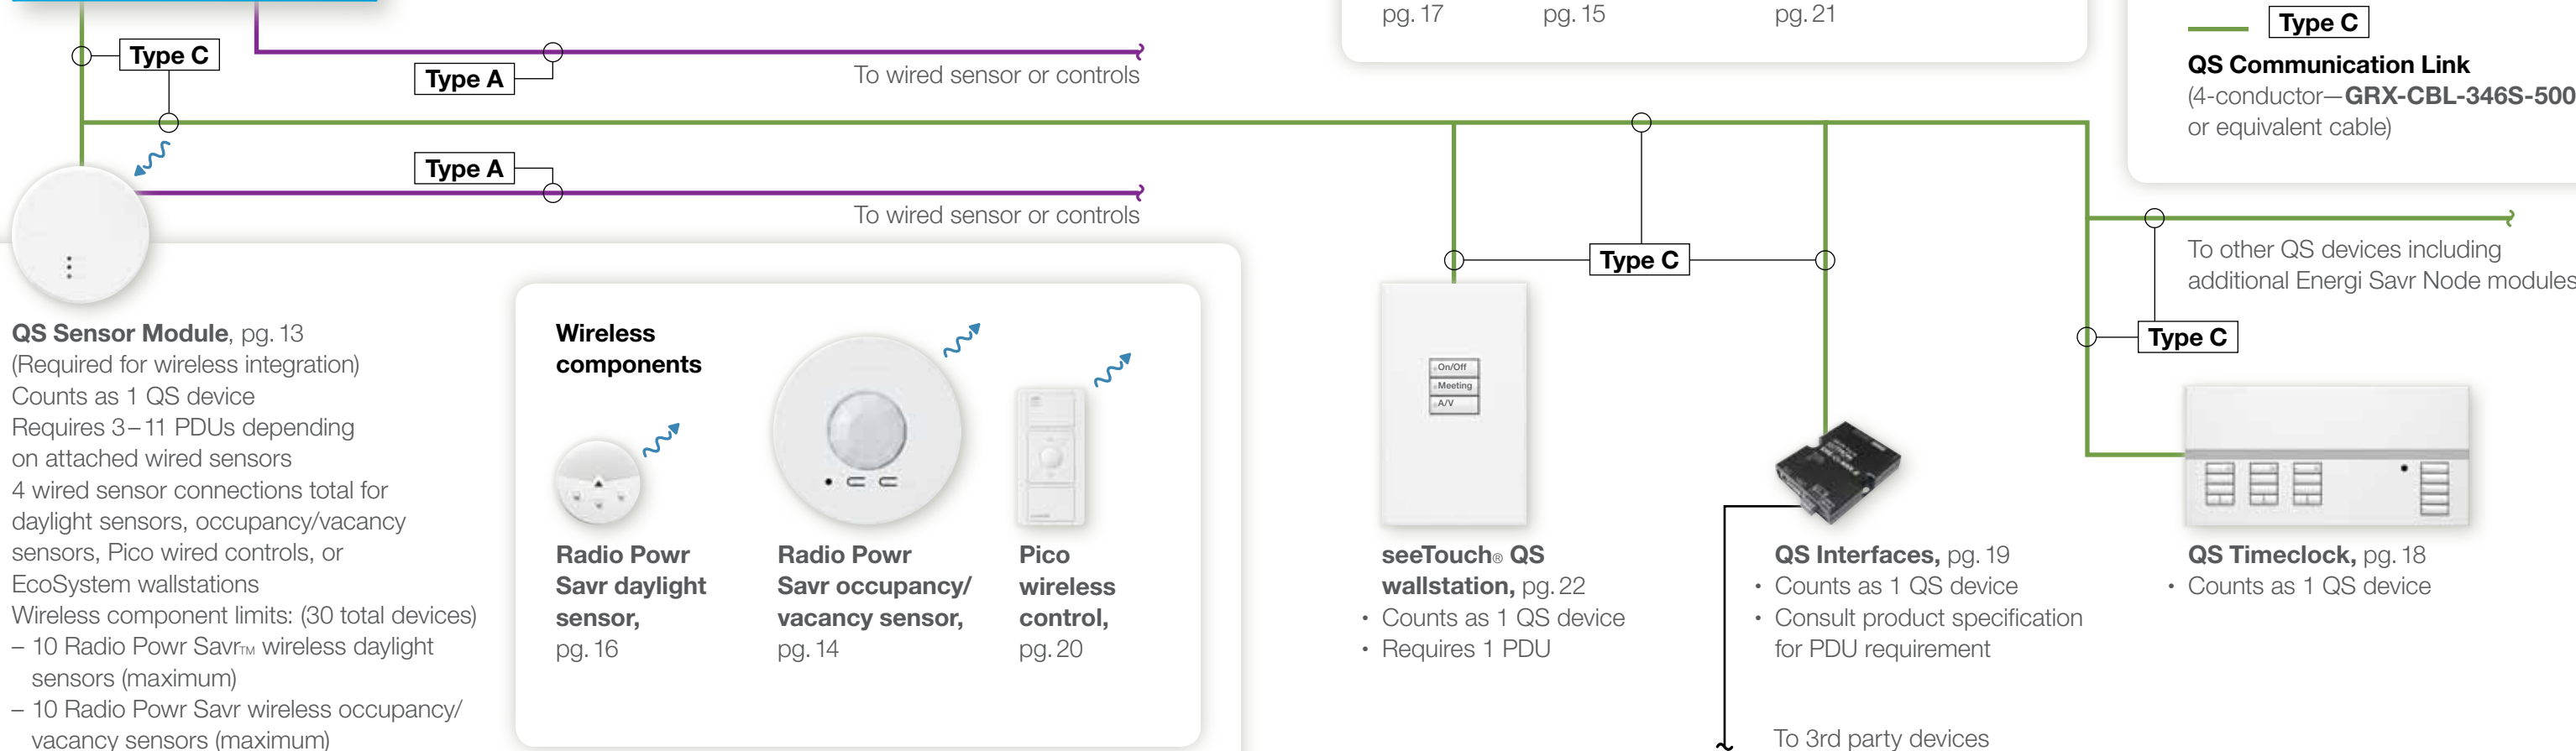 pg. 17
pg. 15
pg. 21
Type C
QS Communication Link
(4-conductor—GRX-CBL-346S-500
or equivalent cable)
Type C
Type A
To wired sensor or controls
Type A
To wired sensor or controls
Type C
To other QS devices including
additional Energi Savr Node modules
Type C
QS Sensor Module, pg. 13
(Required for wireless integration)
Counts as 1 QS device
Requires 3–11 PDUs depending
on attached wired sensors
4 wired sensor connections total for
daylight sensors, occupancy/vacancy
sensors, Pico wired controls, or
EcoSystem wallstations
Wireless component limits: (30 total devices)
– 10 Radio Powr Savr™ wireless daylight
sensors (maximum)
– 10 Radio Powr Savr wireless occupancy/
vacancy sensors (maximum)
Wireless
components
Radio Powr
Savr daylight
sensor,
pg. 16
Radio Powr
Savr occupancy/
vacancy sensor,
pg. 14
Pico
wireless
control,
pg. 20
On/Off
Meeting
A/V
seeTouch® QS
wallstation, pg. 22
• Counts as 1 QS device
• Requires 1 PDU
QS Interfaces, pg. 19
• Counts as 1 QS device
• Consult product specification
for PDU requirement
To 3rd party devices
QS Timeclock, pg. 18
• Counts as 1 QS device